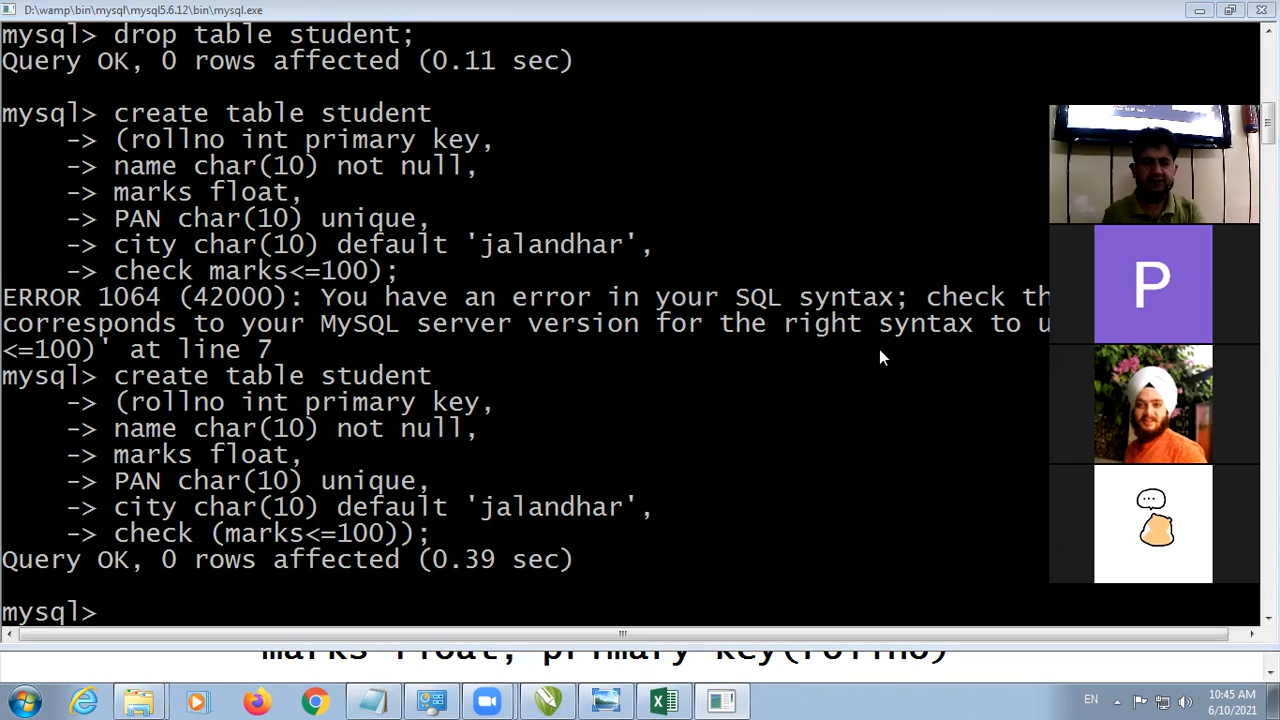 D:\wamp\bin\mysql\mysql5.6.12\bin\mysql.exe
mysql> drop table student;
Query OK, 0 rows affected (0.11 sec)
mysql> create table student
-> (rollno int primary key,
-> name char(10) not null,
-> marks float,
-> PAN char(10) unique,
-> city char(10) default 'jalandhar',
-> check marks<=100);
ERROR 1064 (42000): You have an error in your SQL syntax; check th
corresponds to your MySQL server version for the right syntax to u
<=100)' at line 7
mysql> create table student
-> (rollno int primary key,
-> name char(10) not null,
-> marks float,
-> PAN char(10) unique,
-> city char(10) default 'jalandhar',
-> check (marks<=100));
Query OK, 0 rows affected (0.39 sec)
mysql>
P
marks float, primary key(rollno)
EN
10:45 AM
6/10/2021